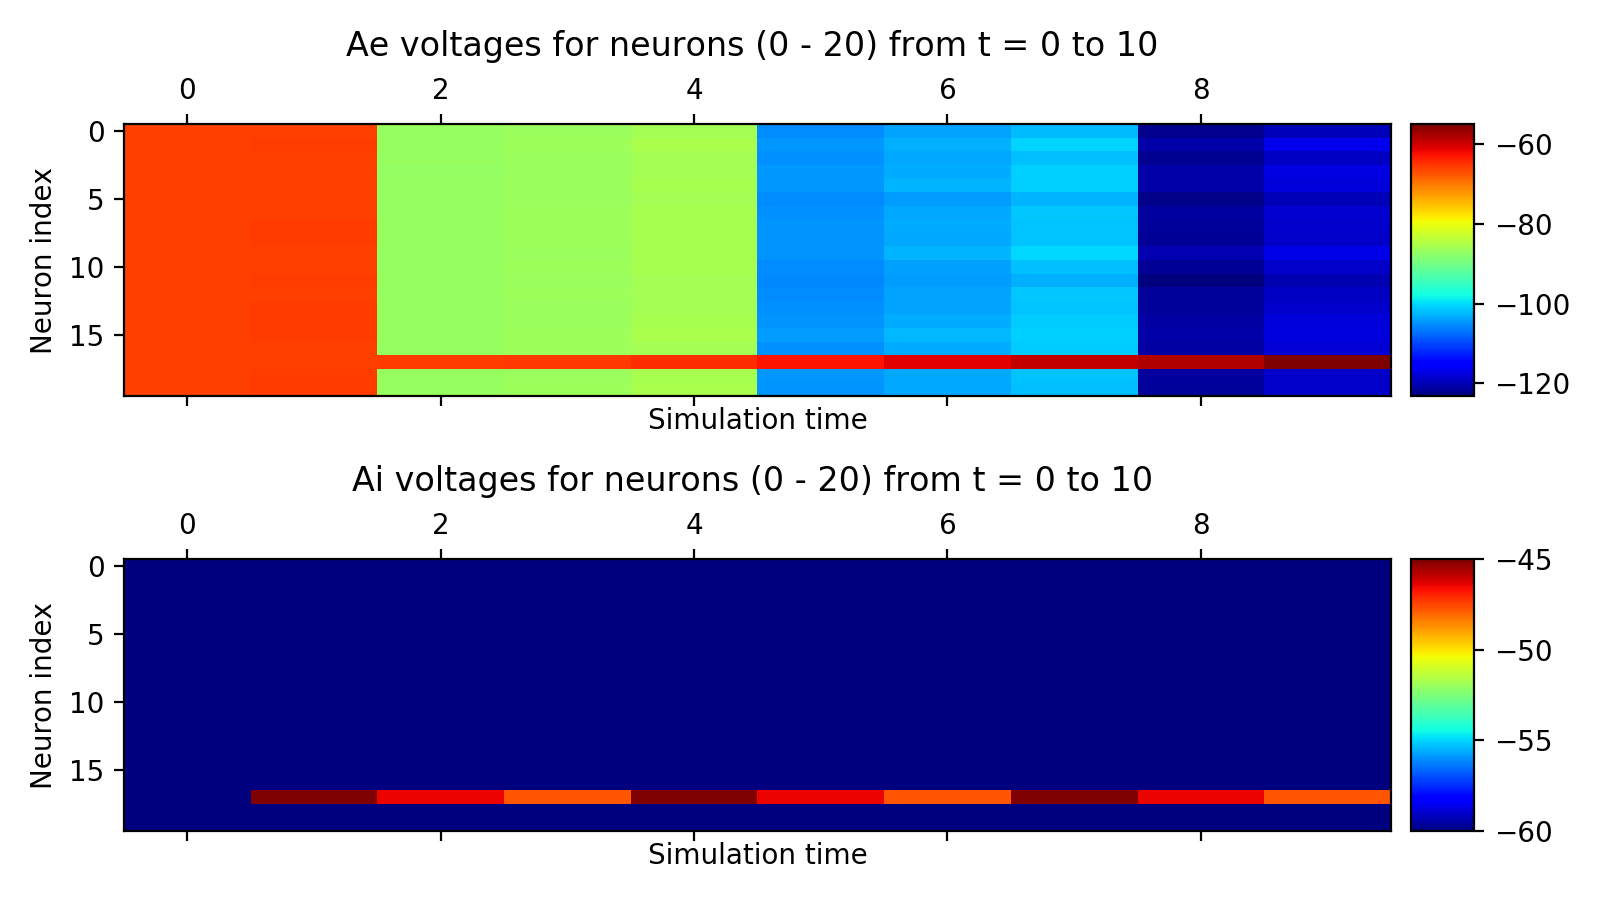 Ae voltages for neurons (0 - 20) from t = 0 to 10
0 2 4 6 8
Neuron index
0
5
10
15
−60
−80
−100
−120
Simulation time
Ai voltages for neurons (0 - 20) from t = 0 to 10
0 2 4 6 8
Neuron index
0
5
10
15
−45
−50
−55
−60
Simulation time